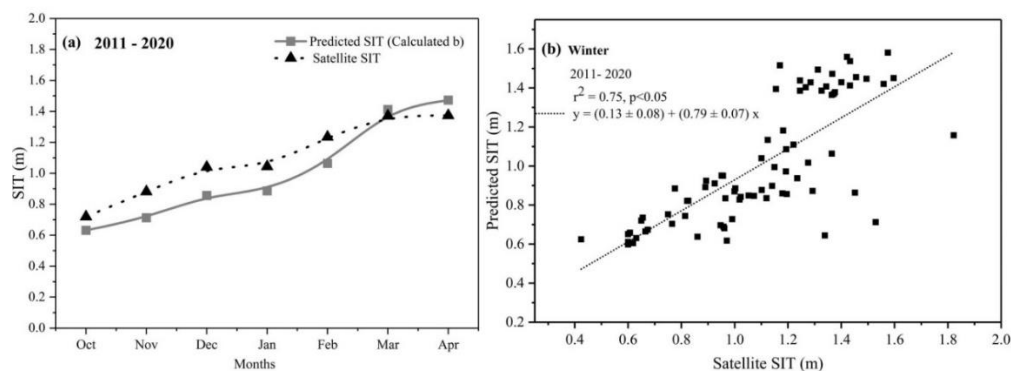 (a) 2011 - 2020
Predicted SIT (Calculated b)
Satellite SIT
SIT (m)
2.0
1.8
1.6
1.4
1.2
1.0
0.8
0.6
0.4
0.2
0.0
Oct Nov Dec Jan Feb Mar Apr
Months
(b) Winter
2011- 2020
r2 = 0.75, p<0.05
y = (0.13 ± 0.08) + (0.79 ± 0.07) x
Predicted SIT (m)
1.6
1.4
1.2
1.0
0.8
0.6
0.4
0.2
0.4 0.6 0.8 1.0 1.2 1.4 1.6 1.8 2.0
Satellite SIT (m)